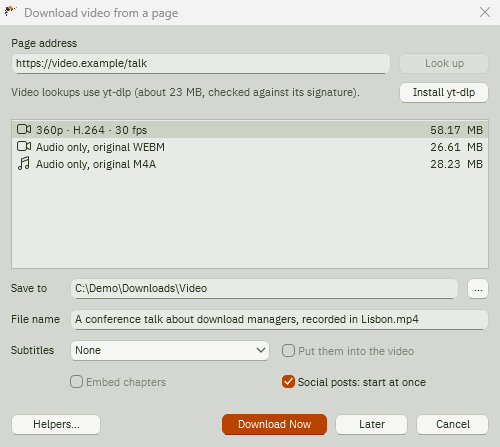 Download video from a page
Page address
https://video.example/talk
Look up
Video lookups use yt-dlp (about 23 MB, checked against its signature).
Install yt-dlp
360p · H.264 · 30 fps 58.17 MB
Audio only, original WEBM 26.61 MB
Audio only, original M4A 28.23 MB
Save to C:\Demo\Downloads\Video ...
File name A conference talk about download managers, recorded in Lisbon.mp4
Subtitles None Put them into the video
Embed chapters Social posts: start at once
Helpers... Download Now Later Cancel